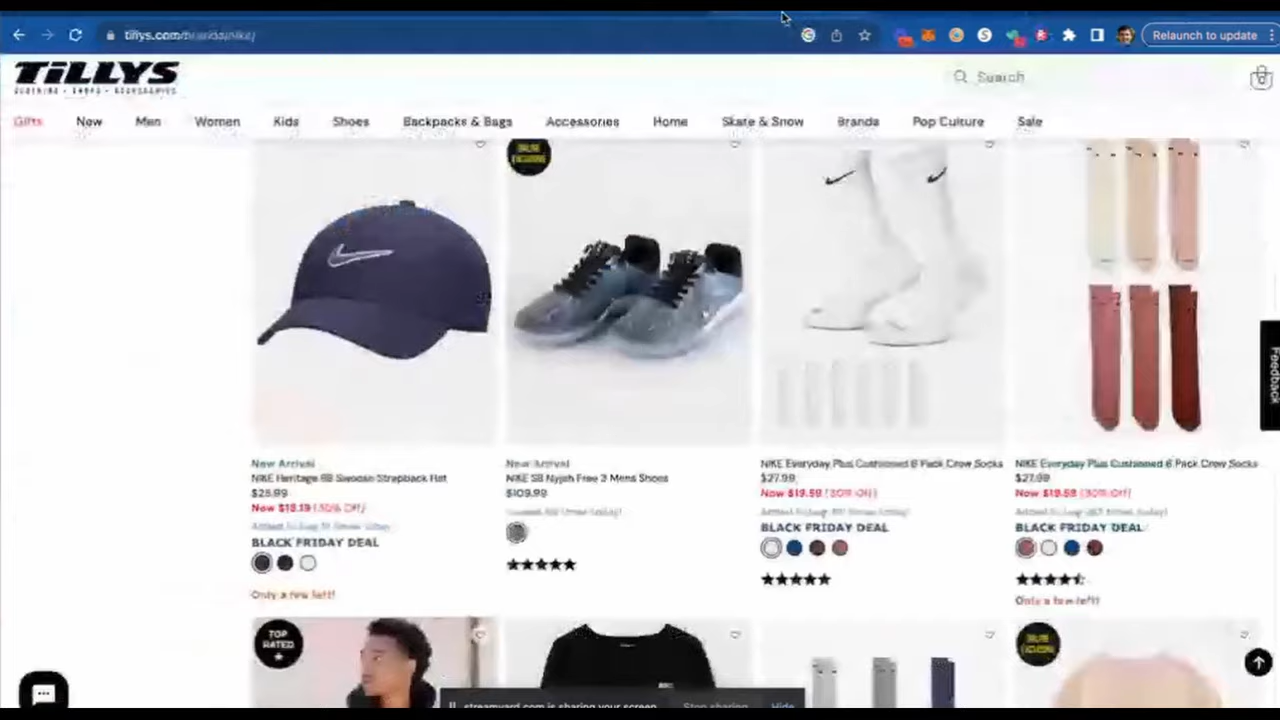 tillys.com/brands/nike/
Relaunch to update
TILLYS
CLOTHING • SHOES • ACCESSORIES
Search
0
Gifts New Men Women Kids Shoes Backpacks & Bags Accessories Home Skate & Snow Brands Pop Culture Sale
ONLINE EXCLUSIVE
Feedback
New Arrival
NIKE Heritage 86 Swoosh Strapback Hat
$25.99
Now $18.19 (30% Off)
BLACK FRIDAY DEAL
Only a few left!
New Arrival
NIKE SB Nyjah Free 3 Mens Shoes
$109.99
NIKE Everyday Plus Cushioned 6 Pack Crew Socks
$27.99
Now $19.59 (30% Off)
BLACK FRIDAY DEAL
NIKE Everyday Plus Cushioned 6 Pack Crew Socks
$27.99
Now $19.59 (30% Off)
BLACK FRIDAY DEAL
Only a few left!
TOP
RATED
ONLINE
EXCLUSIVE
streamyard.com is sharing your screen. Stop sharing Hide